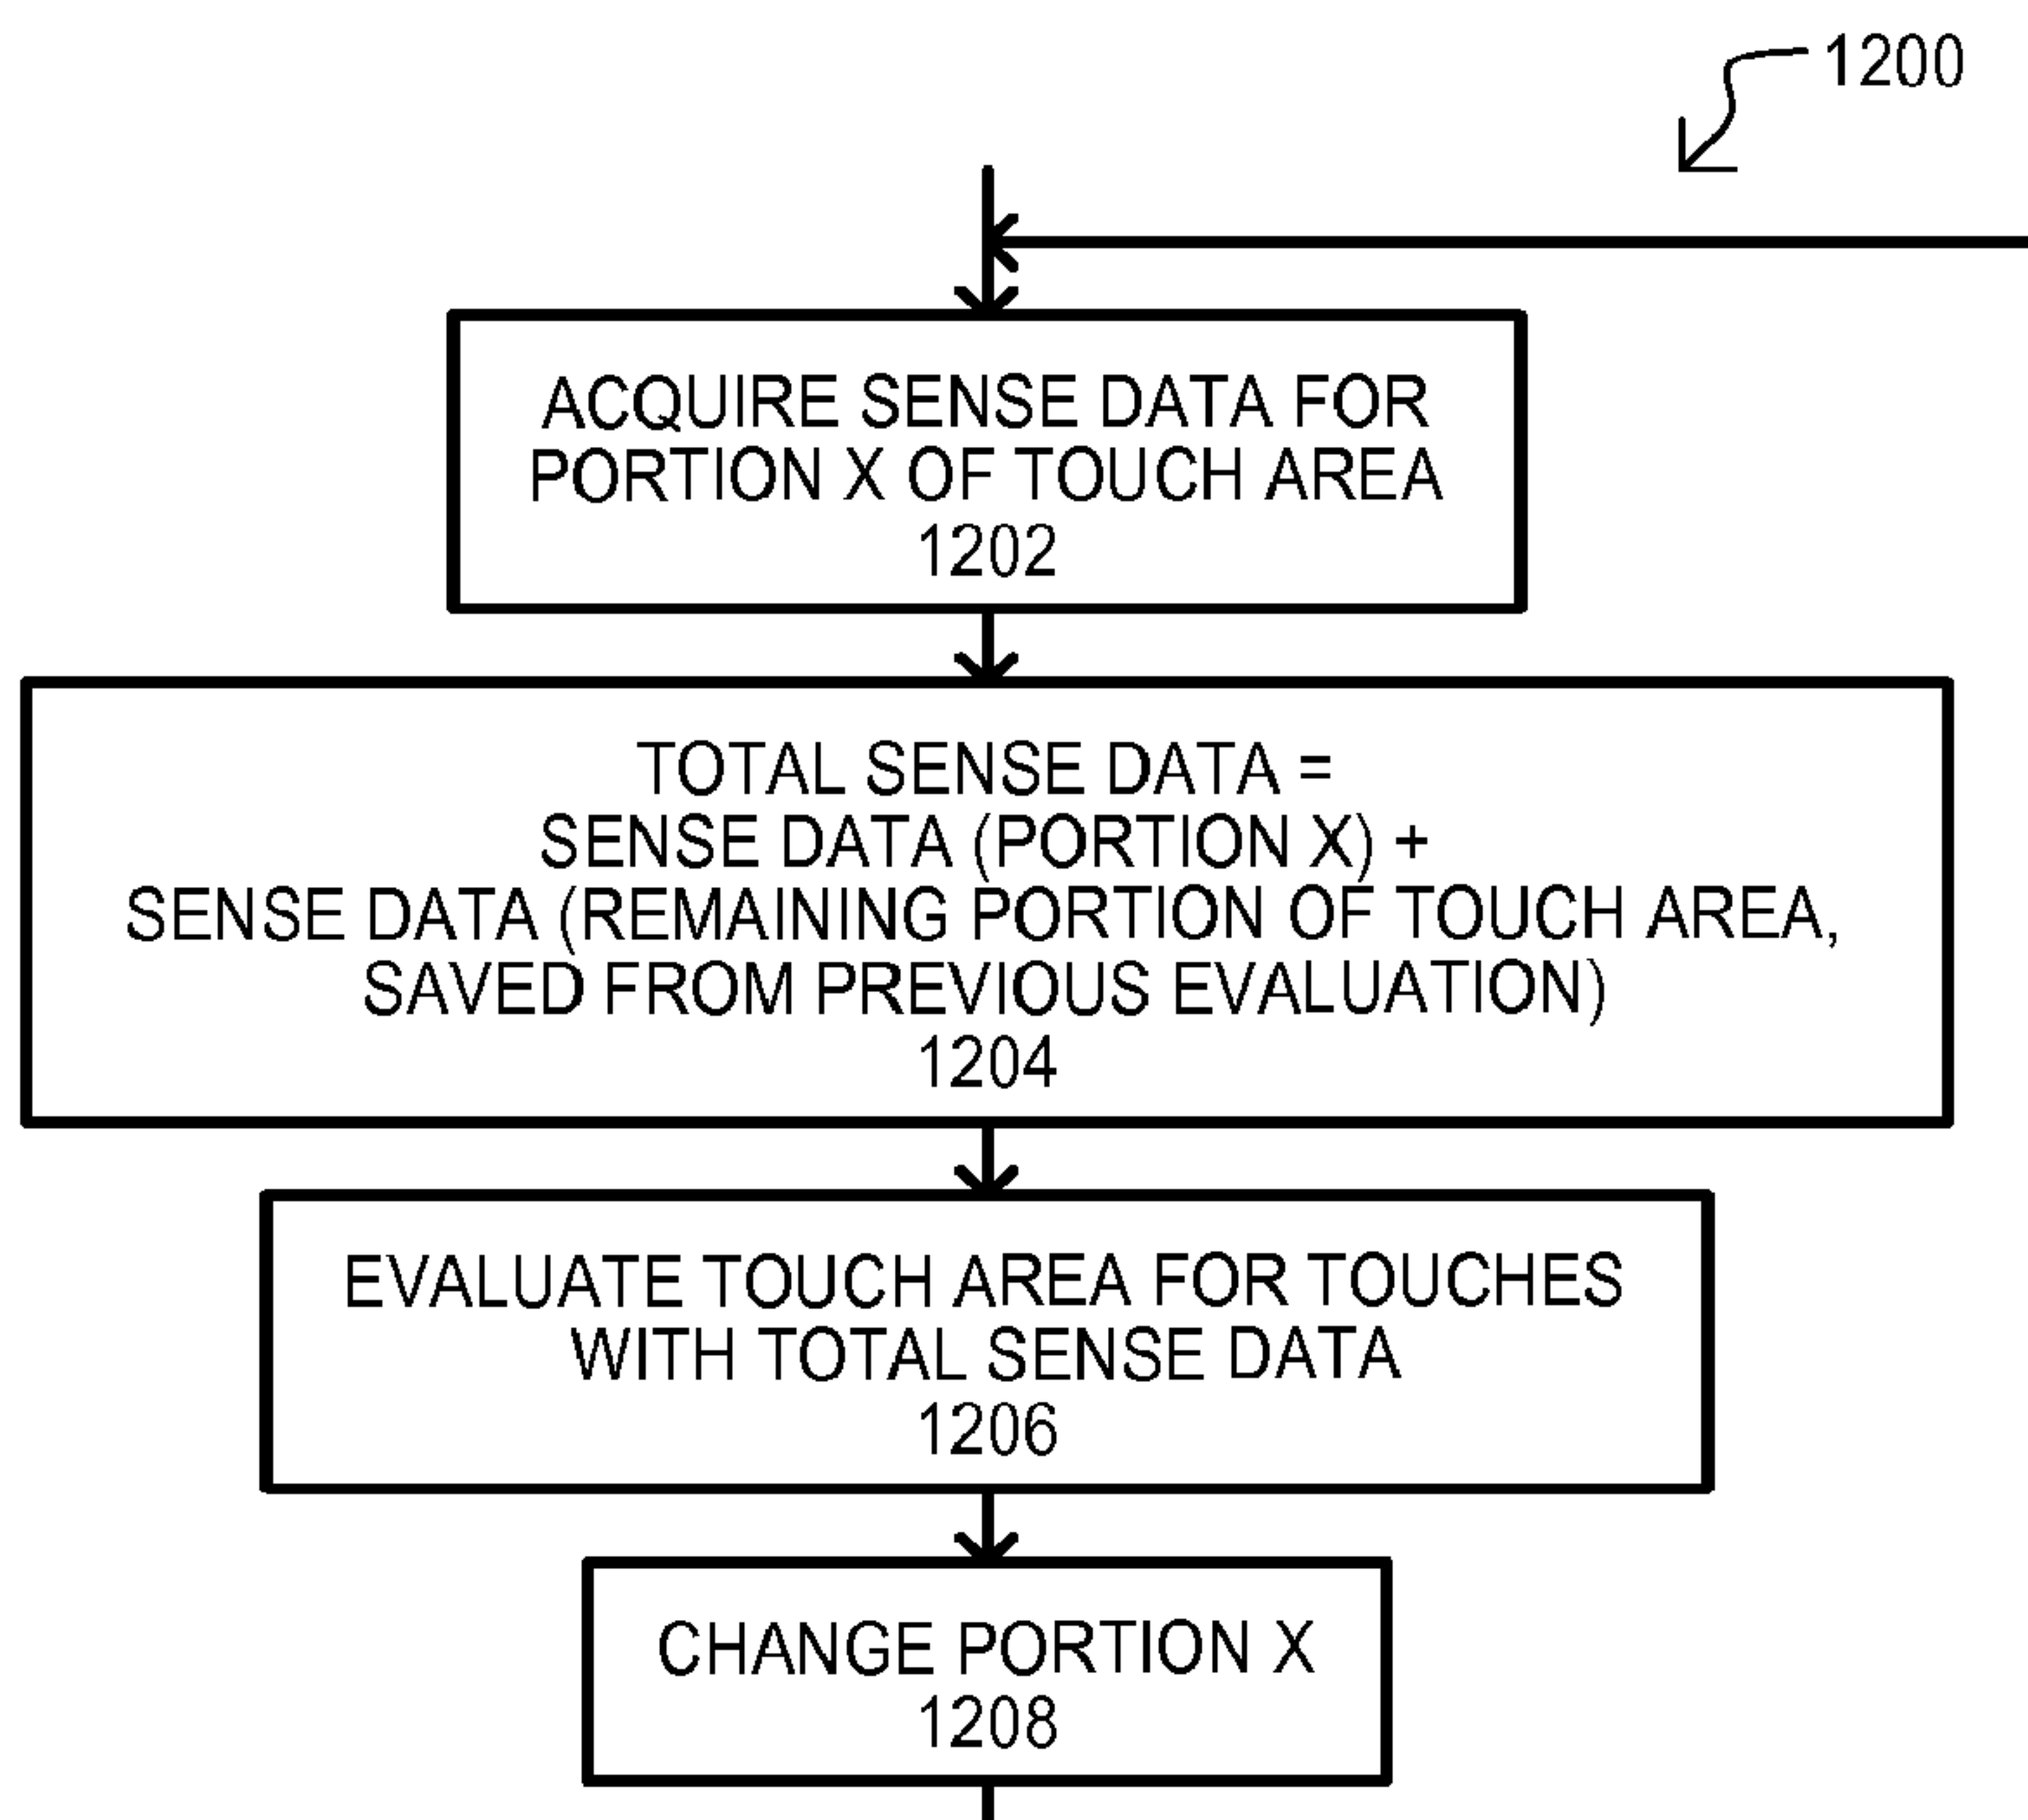 1200
ACQUIRE SENSE DATA FOR
PORTION X OF TOUCH AREA
1202
TOTAL SENSE DATA =
SENSE DATA (PORTION X) +
SENSE DATA (REMAINING PORTION OF TOUCH AREA,
SAVED FROM PREVIOUS EVALUATION)
1204
EVALUATE TOUCH AREA FOR TOUCHES
WITH TOTAL SENSE DATA
1206
CHANGE PORTION X
1208